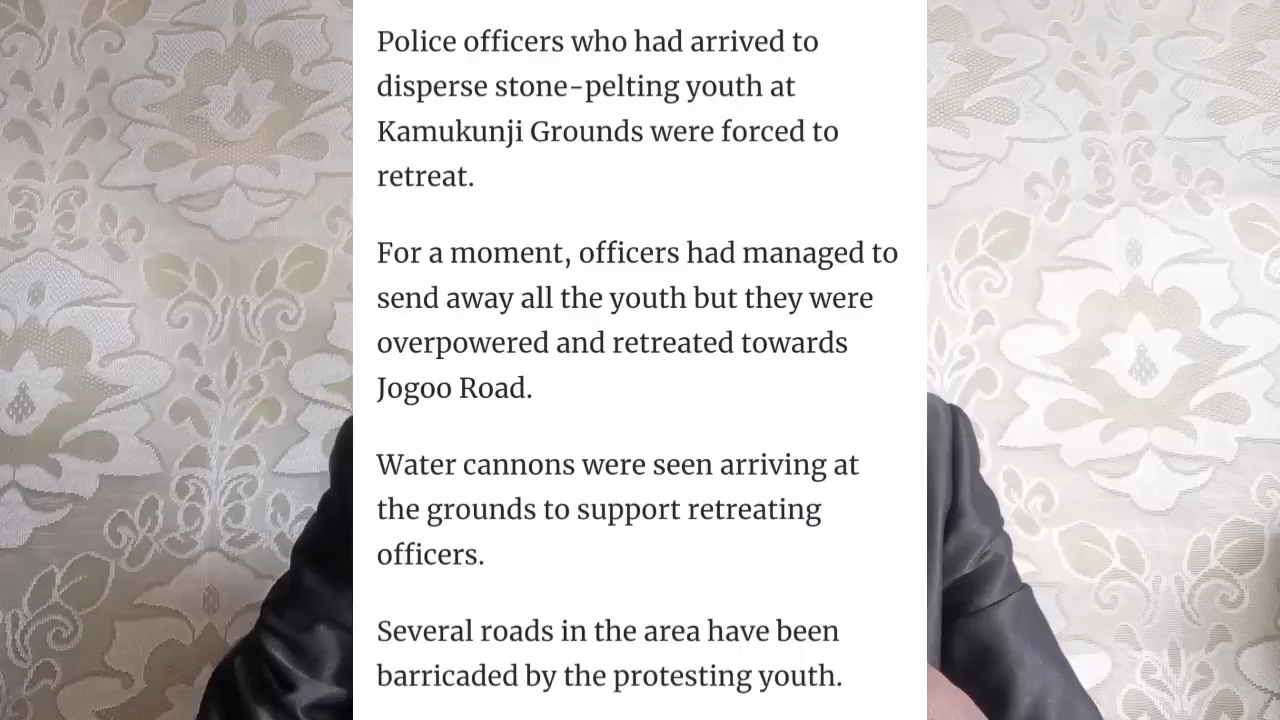 Police officers who had arrived to
disperse stone-pelting youth at
Kamukunji Grounds were forced to
retreat.
For a moment, officers had managed to
send away all the youth but they were
overpowered and retreated towards
Jogoo Road.
Water cannons were seen arriving at
the grounds to support retreating
officers.
Several roads in the area have been
barricaded by the protesting youth.